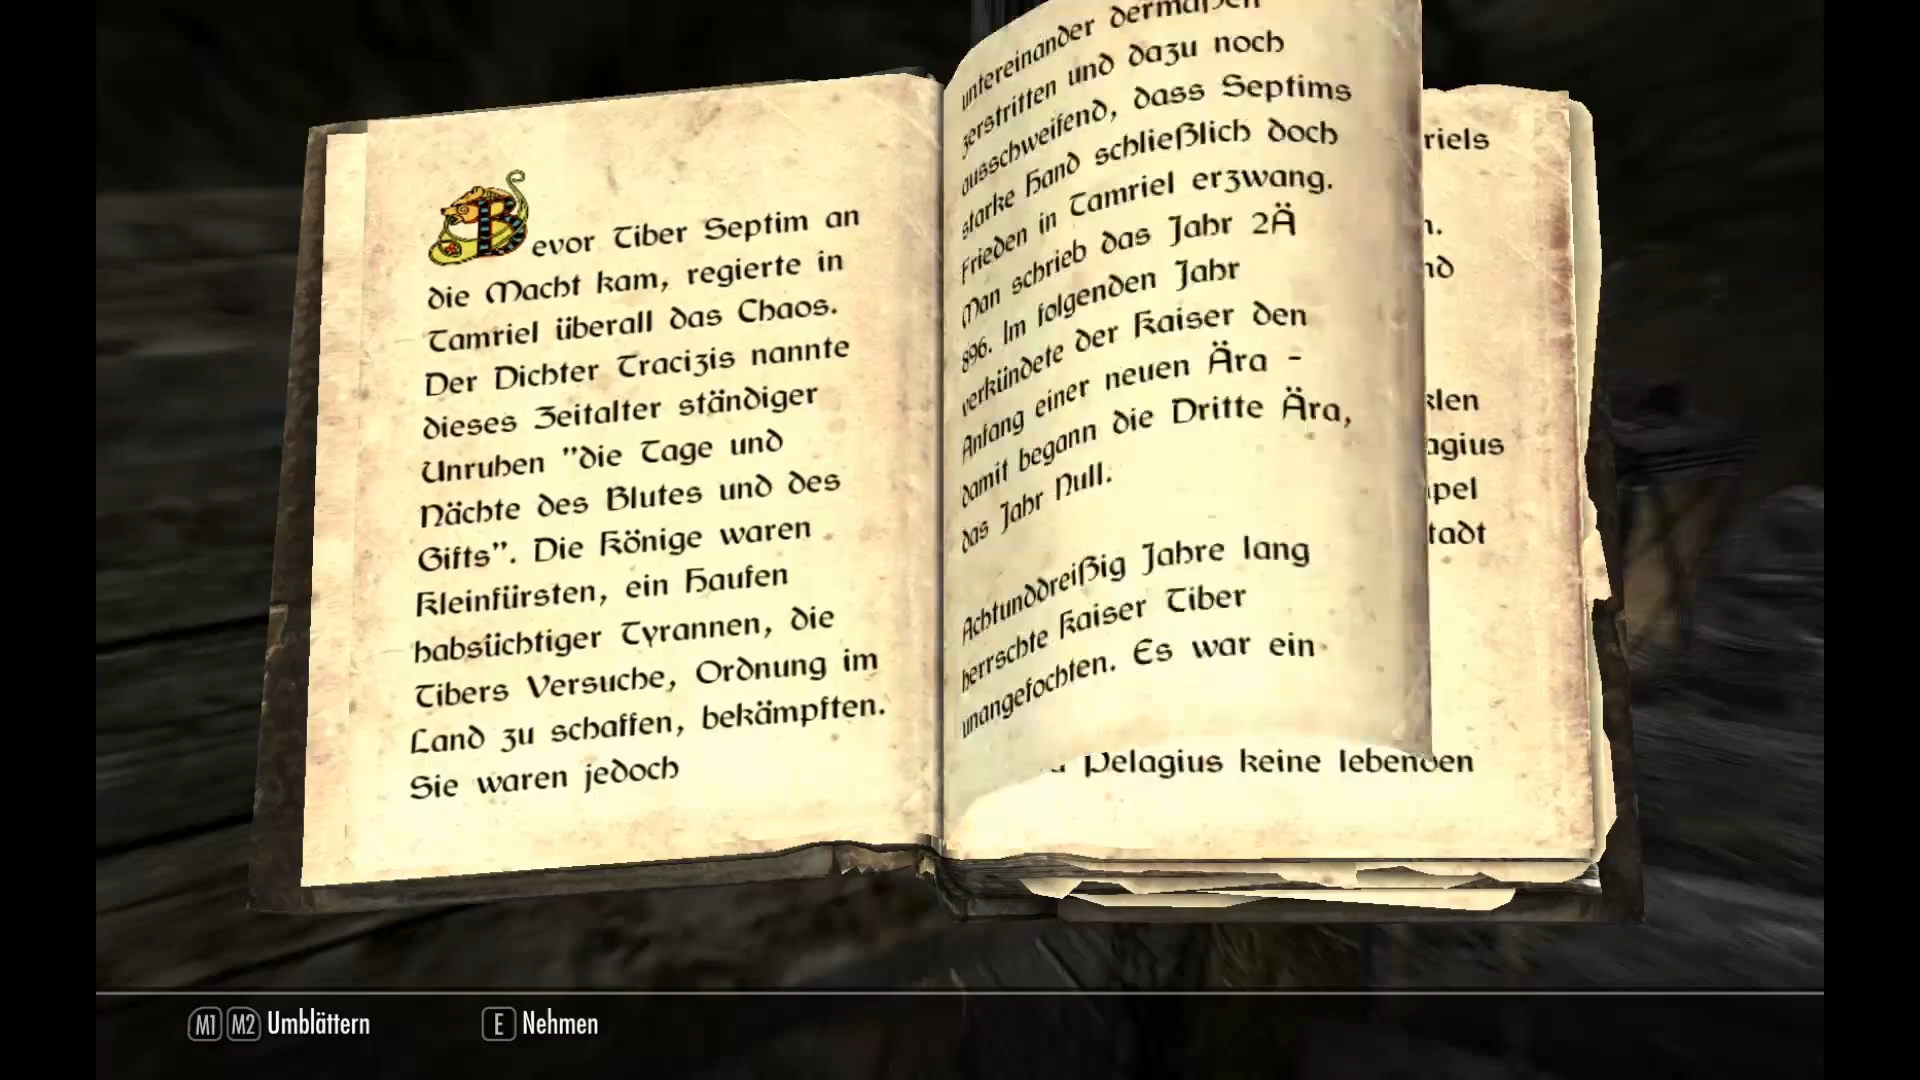 Bevor Tiber Septim an
die Macht kam, regierte in
Tamriel überall das Chaos.
Der Dichter Tracizis nannte
dieses Zeitalter ständiger
Unruhen "die Tage und
Nächte des Blutes und des
Gifts". Die Könige waren
Kleinfürsten, ein Haufen
habsüchtiger Tyrannen, die
Tibers Versuche, Ordnung im
Land zu schaffen, bekämpften.
Sie waren jedoch
untereinander dermaßen
zerstritten und dazu noch
ausschweifend, dass Septims
starke Hand schließlich doch
Frieden in Tamriel erzwang.
Man schrieb das Jahr 2Ä
896. Im folgenden Jahr
verkündete der Kaiser den
Anfang einer neuen Ära -
damit begann die Dritte Ära,
das Jahr Null.
Achtunddreißig Jahre lang
herrschte Kaiser Tiber
unangefochten. Es war ein
riels
n.
nd
klen
agius
pel
tadt
Pelagius keine lebenden
M1 M2 Umblättern
E Nehmen